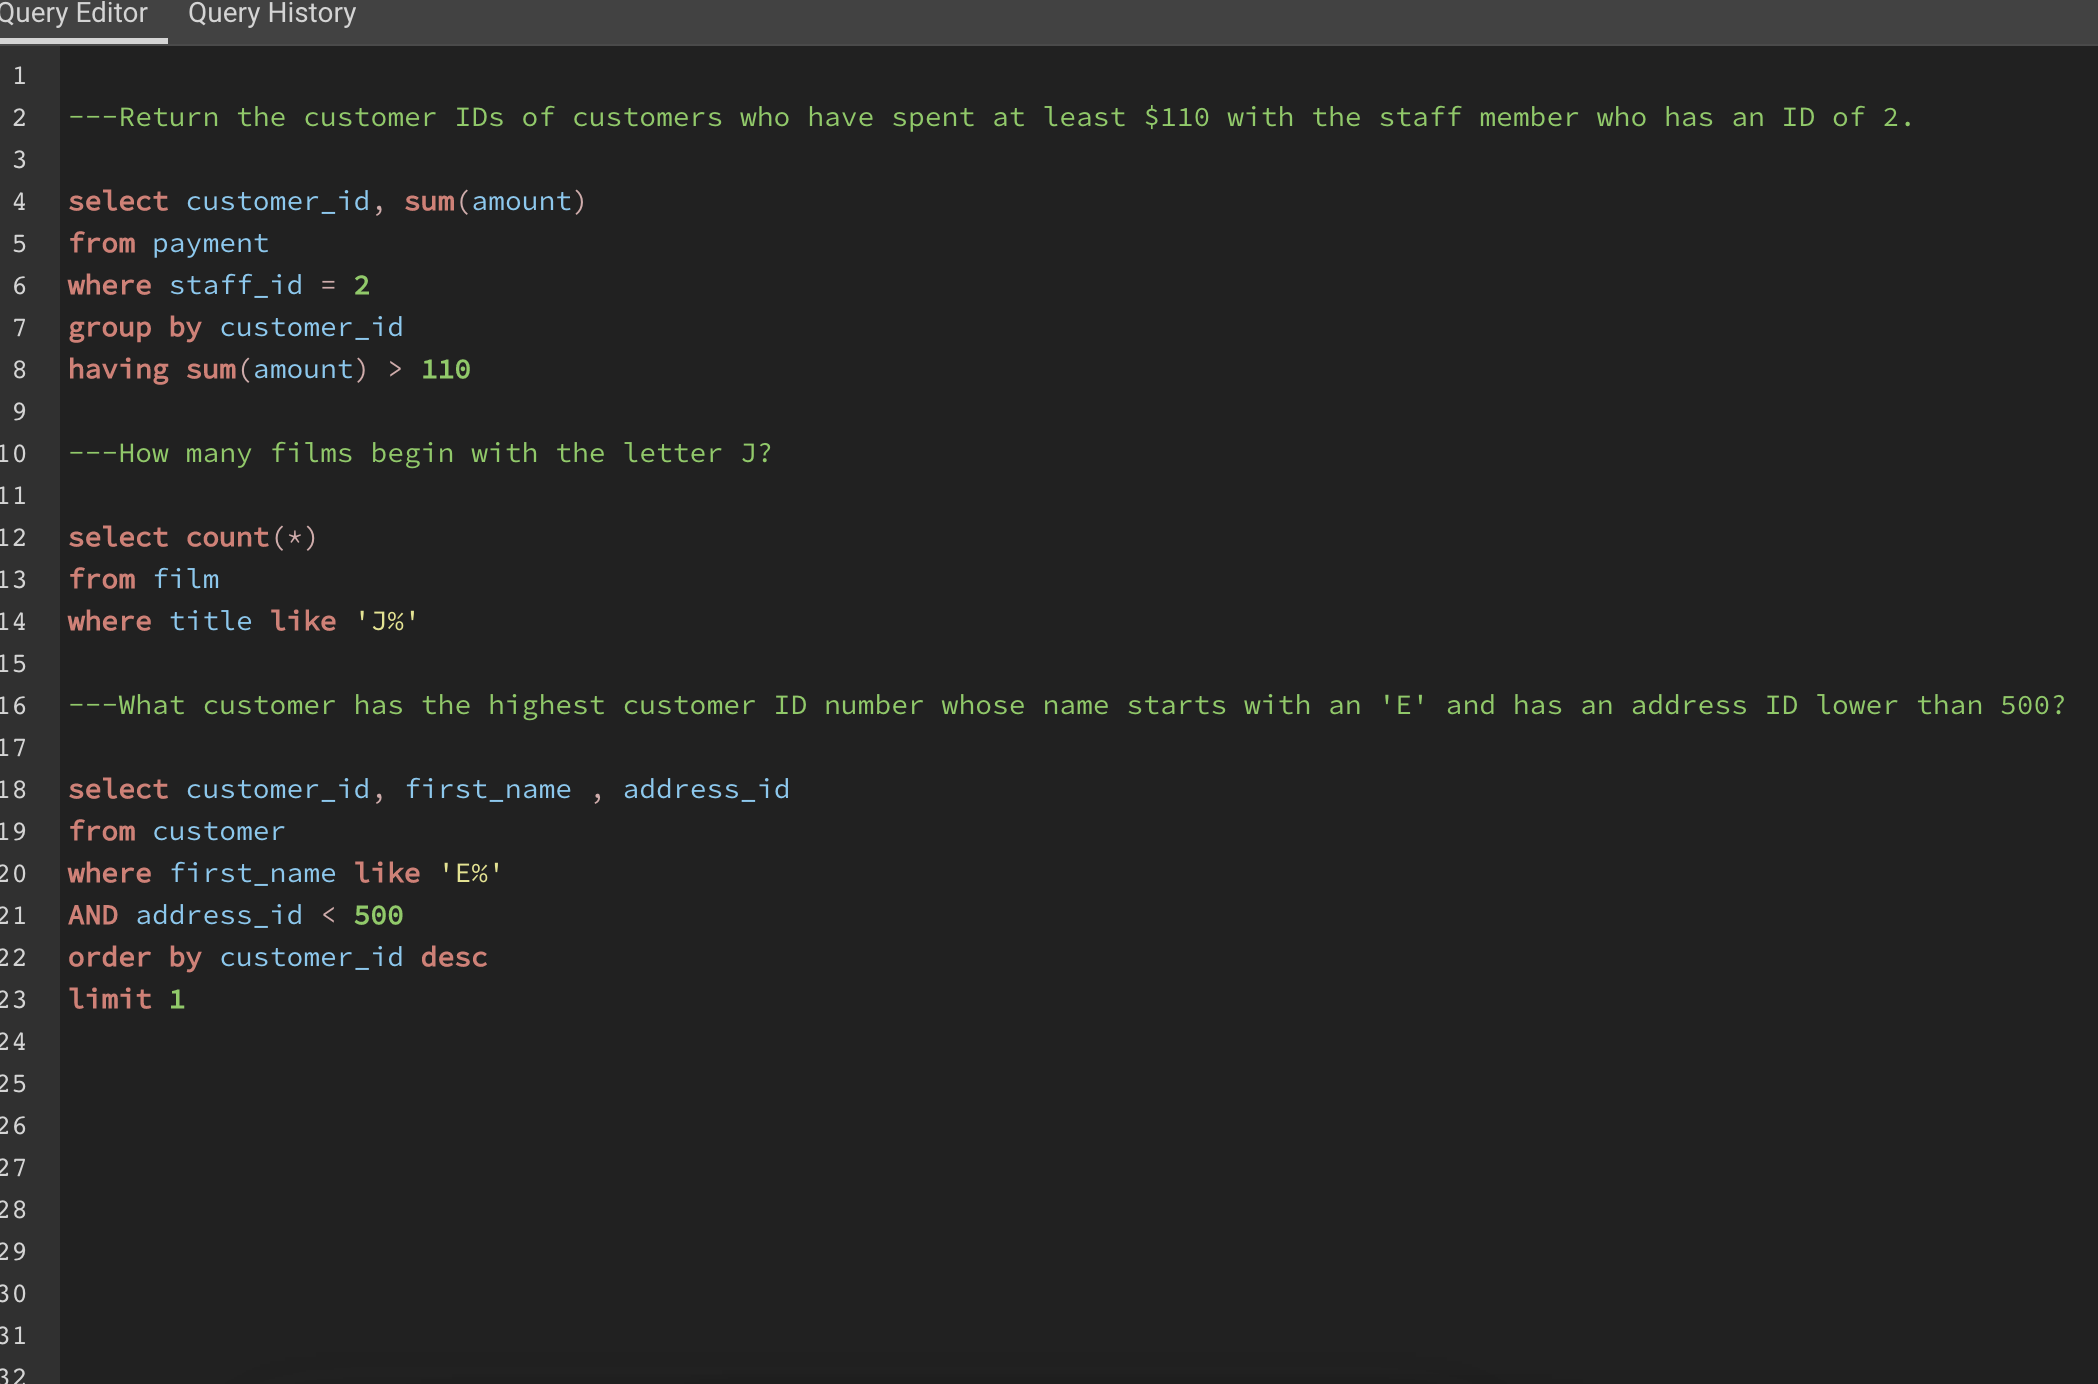 Query Editor Query History
1
2 ---Return the customer IDs of customers who have spent at least $110 with the staff member who has an ID of 2.
3
4 select customer_id, sum(amount)
5 from payment
6 where staff_id = 2
7 group by customer_id
8 having sum(amount) > 110
9
10 ---How many films begin with the letter J?
11
12 select count(*)
13 from film
14 where title like 'J%'
15
16 ---What customer has the highest customer ID number whose name starts with an 'E' and has an address ID lower than 500?
17
18 select customer_id, first_name , address_id
19 from customer
20 where first_name like 'E%'
21 AND address_id < 500
22 order by customer_id desc
23 limit 1
24
25
26
27
28
29
30
31
32